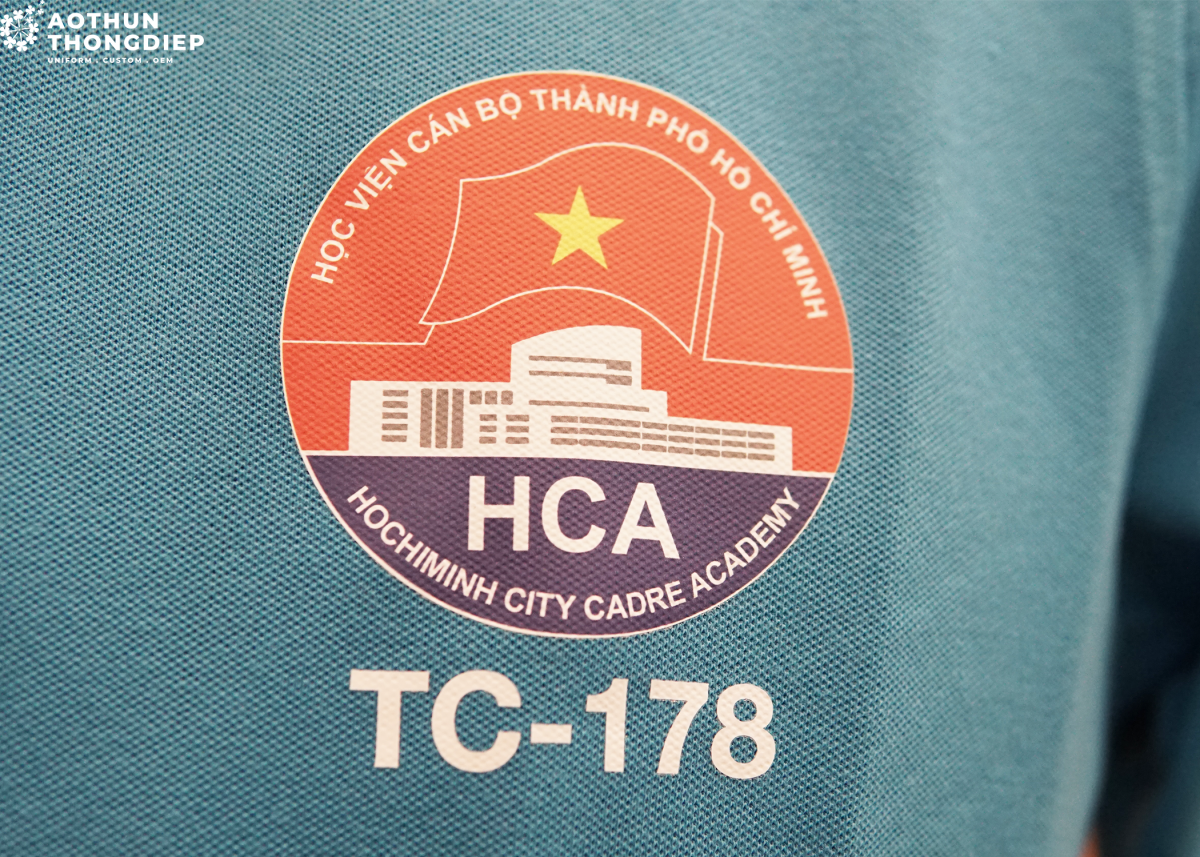 AOTHUN
THONGDIEP
UNIFORM . CUSTOM . OEM
HỌC VIỆN CÁN BỘ THÀNH PHỐ HỒ CHÍ MINH
HCA
HOCHIMINH CITY CADRE ACADEMY
TC-178